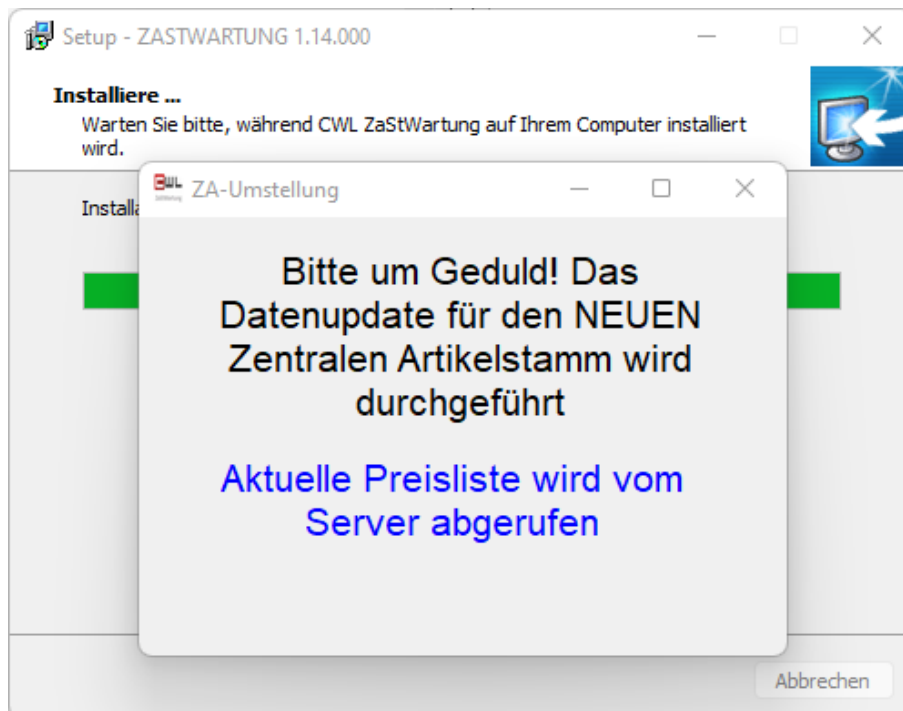 Setup - ZASTWARTUNG 1.14.000
Installiere ...
Warten Sie bitte, während CWL ZaStWartung auf Ihrem Computer installiert
wird.
ZA-Umstellung
Bitte um Geduld! Das
Datenupdate für den NEUEN
Zentralen Artikelstamm wird
durchgeführt
Aktuelle Preisliste wird vom
Server abgerufen
Abbrechen